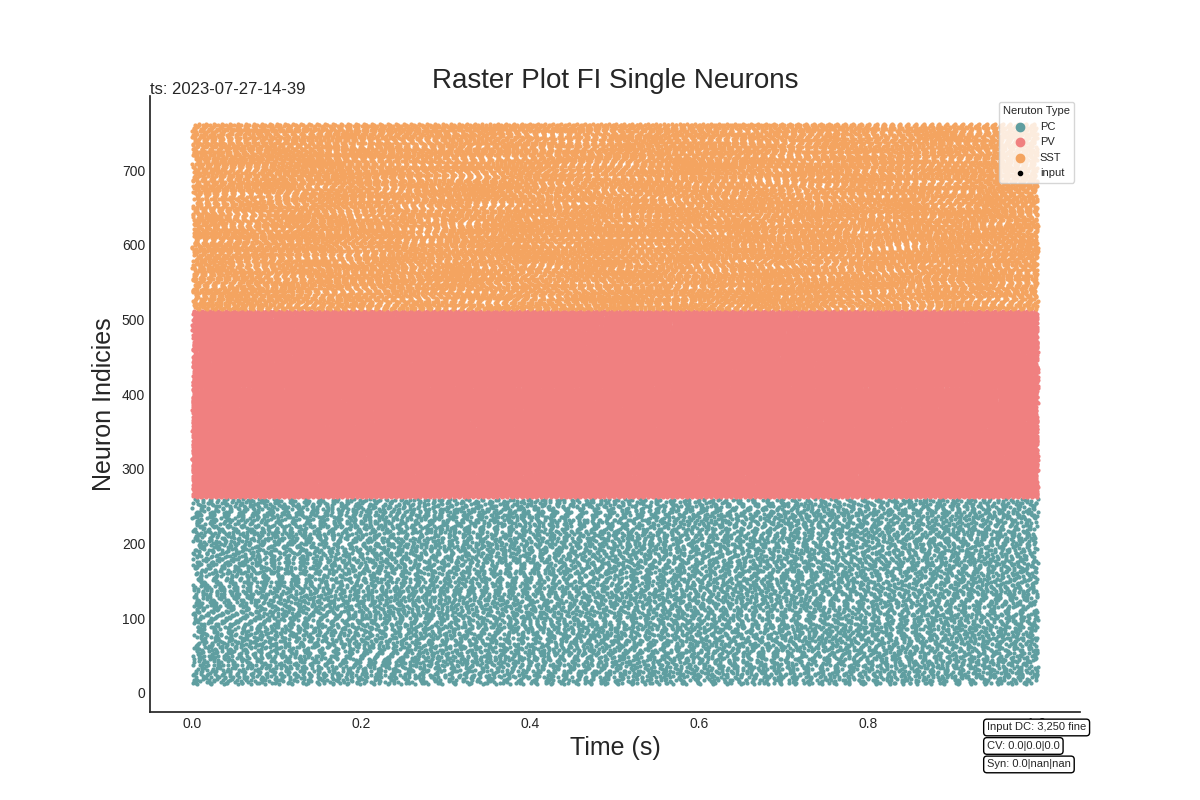 Raster Plot FI Single Neurons
ts: 2023-07-27-14-39
Neruton Type
PC
PV
SST
input
700
600
500
400
300
200
100
0
Neuron Indicies
0.0 0.2 0.4 0.6 0.8
Time (s)
Input DC: 3,250 fine
CV: 0.0|0.0|0.0
Syn: 0.0|nan|nan